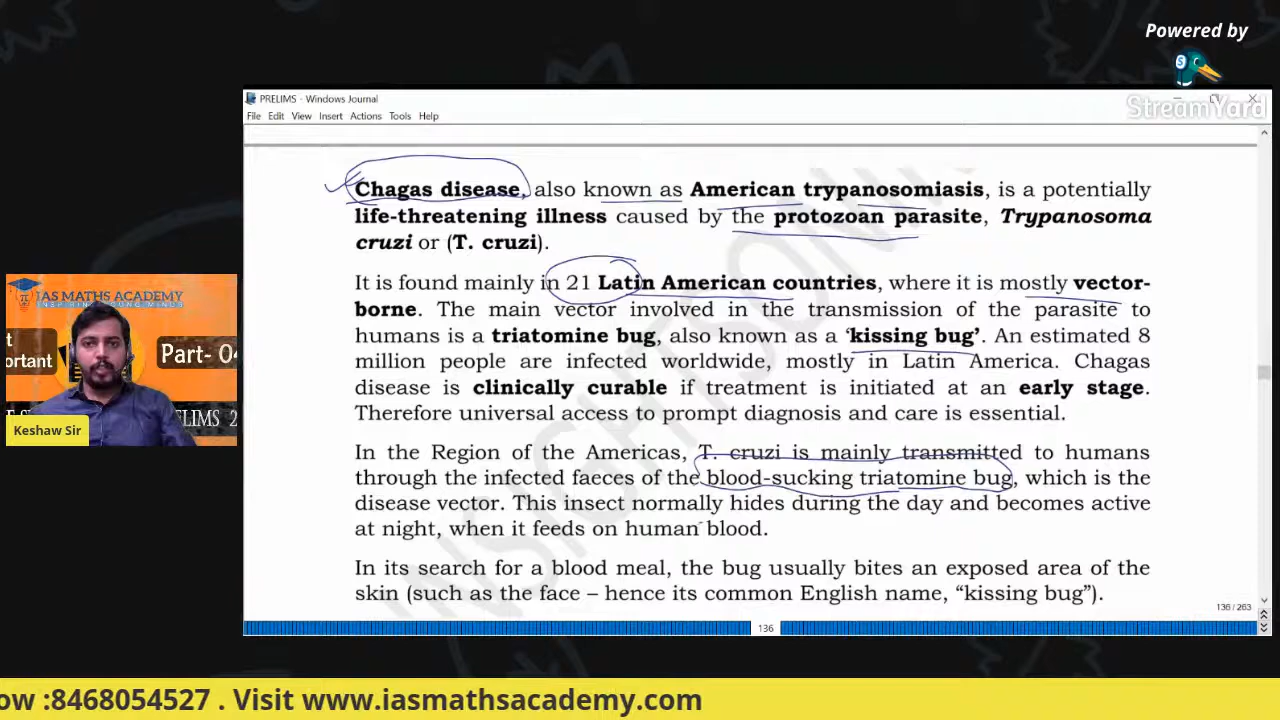 Powered by
StreamYard
PRELIMS - Windows Journal
File Edit View Insert Actions Tools Help
Chagas disease, also known as American trypanosomiasis, is a potentially
life-threatening illness caused by the protozoan parasite, Trypanosoma
cruzi or (T. cruzi).
It is found mainly in 21 Latin American countries, where it is mostly vector-
borne. The main vector involved in the transmission of the parasite to
humans is a triatomine bug, also known as a ‘kissing bug’. An estimated 8
million people are infected worldwide, mostly in Latin America. Chagas
disease is clinically curable if treatment is initiated at an early stage.
Therefore universal access to prompt diagnosis and care is essential.
In the Region of the Americas, T. cruzi is mainly transmitted to humans
through the infected faeces of the blood-sucking triatomine bug, which is the
disease vector. This insect normally hides during the day and becomes active
at night, when it feeds on human blood.
In its search for a blood meal, the bug usually bites an exposed area of the
skin (such as the face – hence its common English name, “kissing bug”).
136 / 263
136
IAS MATHS ACADEMY
Part- 04
Keshaw Sir
ow :8468054527 . Visit www.iasmathsacademy.com